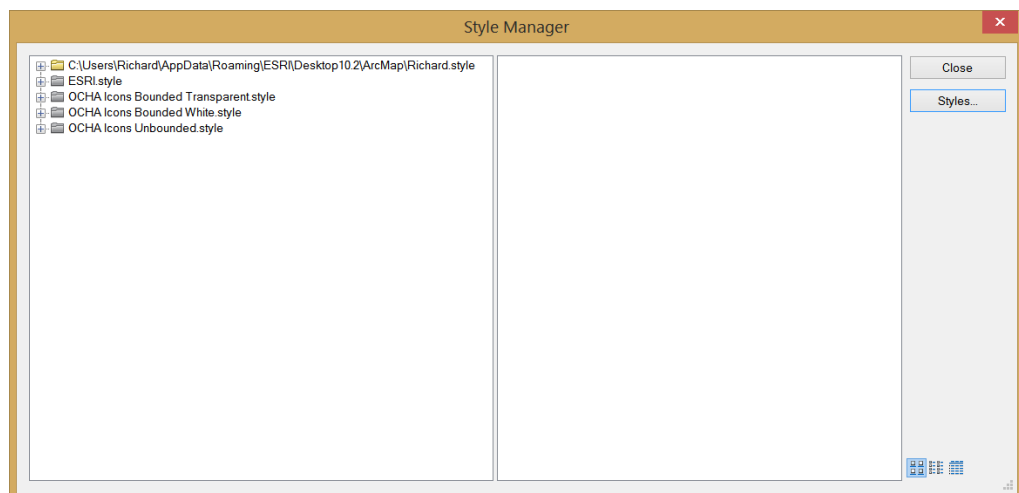 Style Manager
C:\Users\Richard\AppData\Roaming\ESRI\Desktop10.2\ArcMap\Richard.style
ESRI.style
OCHA Icons Bounded Transparent.style
OCHA Icons Bounded White.style
OCHA Icons Unbounded.style
Close
Styles...